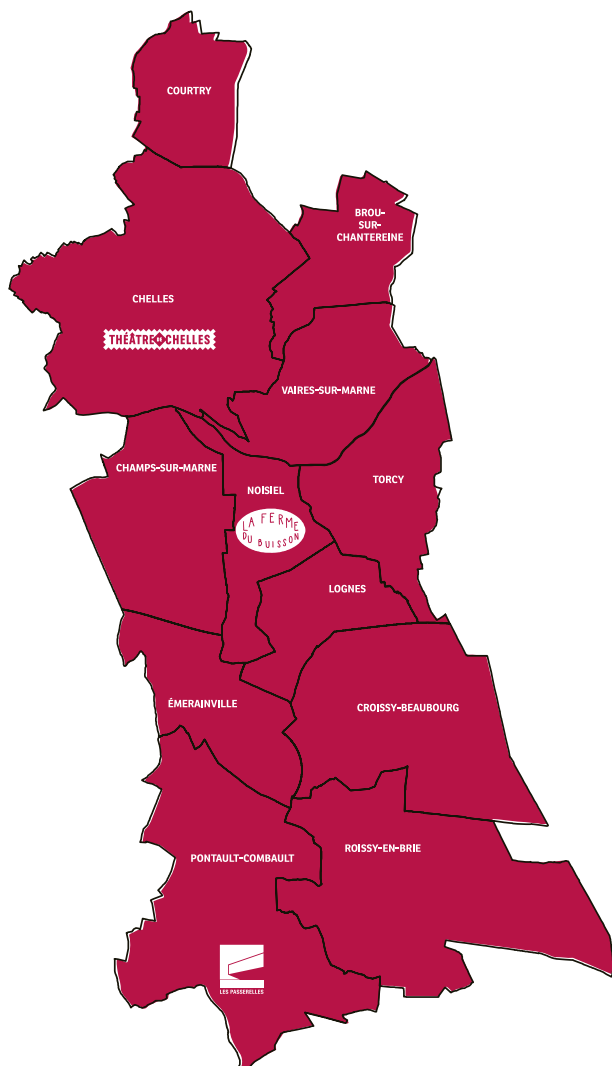 COURTRY
BROU-
SUR-
CHANTEREINE
CHELLES
THÉÂTRE DE CHELLES
VAIRES-SUR-MARNE
CHAMPS-SUR-MARNE
TORCY
NOISIEL
LA FERME
DU BUISSON
LOGNES
ÉMERAINVILLE
CROISSY-BEAUBOURG
ROISSY-EN-BRIE
PONTAULT-COMBAULT
LES PASSERELLES